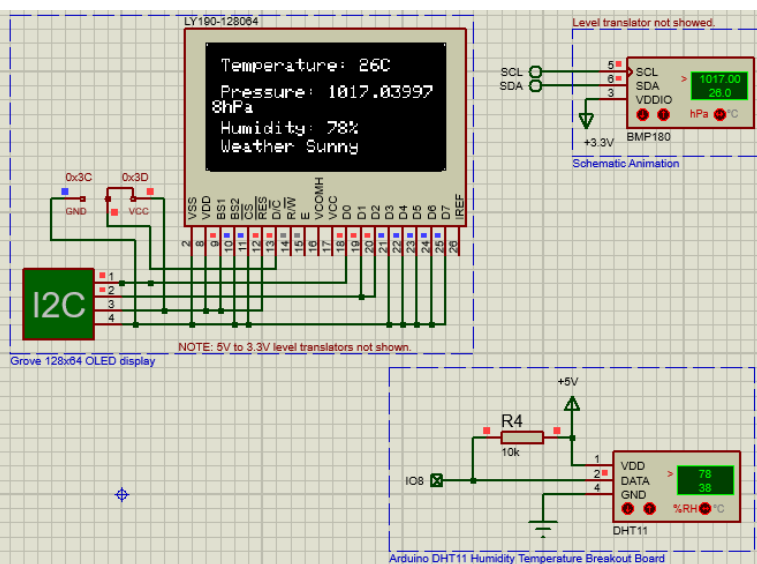 LY190-128064
Temperature: 26C
Pressure: 1017.03997
8hPa
Humidity: 78%
Weather Sunny
0x3C
0x3D
GND
VCC
VSS
VDD
BS1
BS2
CS
RES
D/C
R/W
E
VCOMH
VCC
D0
D1
D2
D3
D4
D5
D6
D7
IREF
2
8
9
10
11
12
13
14
15
16
17
18
19
20
21
22
23
24
25
26
I2C
1
2
3
4
NOTE: 5V to 3.3V level translators not shown.
Grove 128x64 OLED display
Level translator not showed.
SCL
SDA
5
6
3
SCL
SDA
VDDIO
>
1017.00
26.0
hPa
°C
+3.3V
BMP180
Schematic Animation
+5V
R4
10k
IO8
1
2
4
VDD
DATA
GND
>
78
38
%RH
°C
DHT11
Arduino DHT11 Humidity Temperature Breakout Board